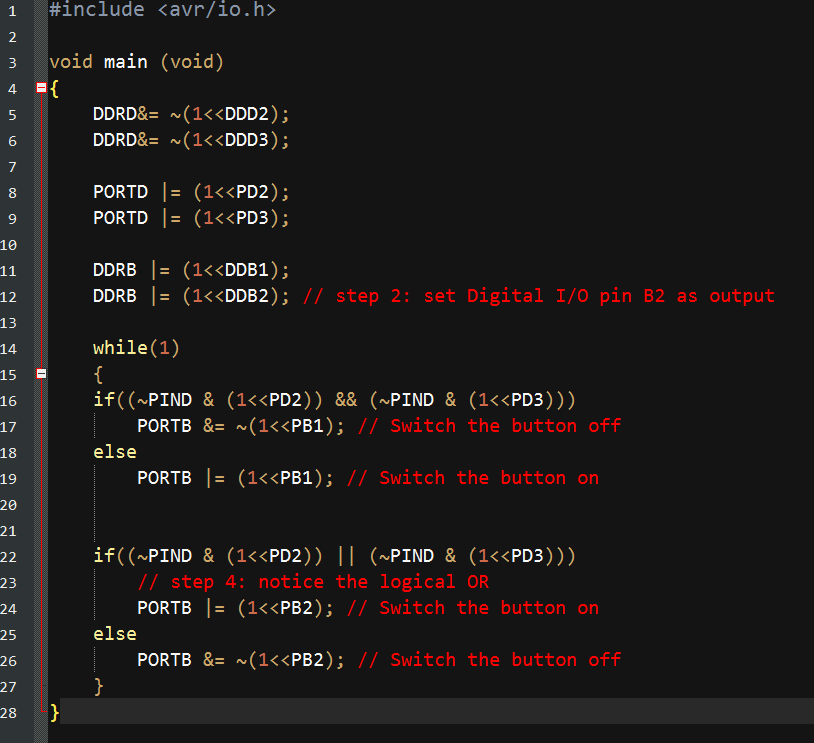 1 #include <avr/io.h>
2
3 void main (void)
4 {
5 DDRD&= ~(1<<DDD2);
6 DDRD&= ~(1<<DDD3);
7
8 PORTD |= (1<<PD2);
9 PORTD |= (1<<PD3);
10
11 DDRB |= (1<<DDB1);
12 DDRB |= (1<<DDB2); // step 2: set Digital I/O pin B2 as output
13
14 while(1)
15 {
16 if((~PIND & (1<<PD2)) && (~PIND & (1<<PD3)))
17 PORTB &= ~(1<<PB1); // Switch the button off
18 else
19 PORTB |= (1<<PB1); // Switch the button on
20
21
22 if((~PIND & (1<<PD2)) || (~PIND & (1<<PD3)))
23 // step 4: notice the logical OR
24 PORTB |= (1<<PB2); // Switch the button on
25 else
26 PORTB &= ~(1<<PB2); // Switch the button off
27 }
28 }